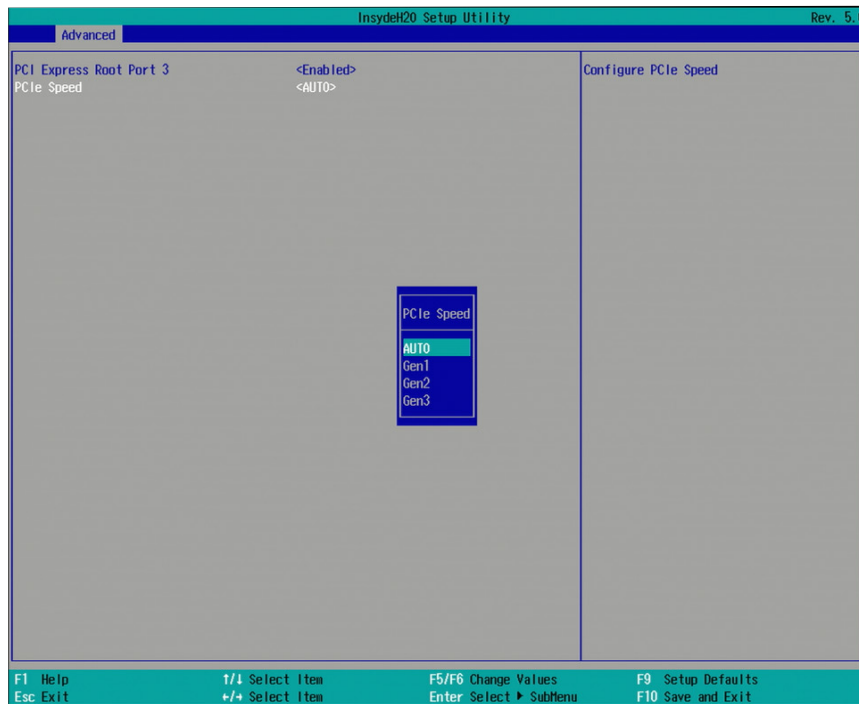 InsydeH20 Setup Utility Rev. 5.
Advanced
PCI Express Root Port 3 <Enabled> Configure PCIe Speed
PCIe Speed <AUTO>
PCIe Speed
AUTO
Gen1
Gen2
Gen3
F1 Help ↑/↓ Select Item F5/F6 Change Values F9 Setup Defaults
Esc Exit ←/→ Select Item Enter Select ▶ SubMenu F10 Save and Exit